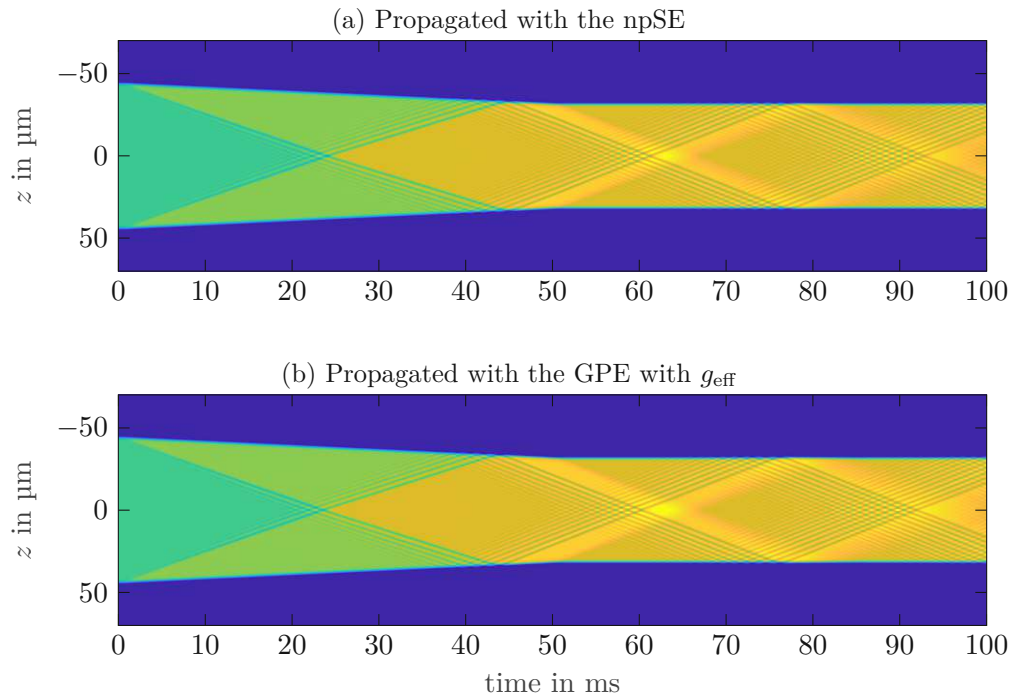 (a) Propagated with the npSE
−50
0
50
z in µm
0 10 20 30 40 50 60 70 80 90 100
(b) Propagated with the GPE with g_eff
−50
0
50
z in µm
0 10 20 30 40 50 60 70 80 90 100
time in ms